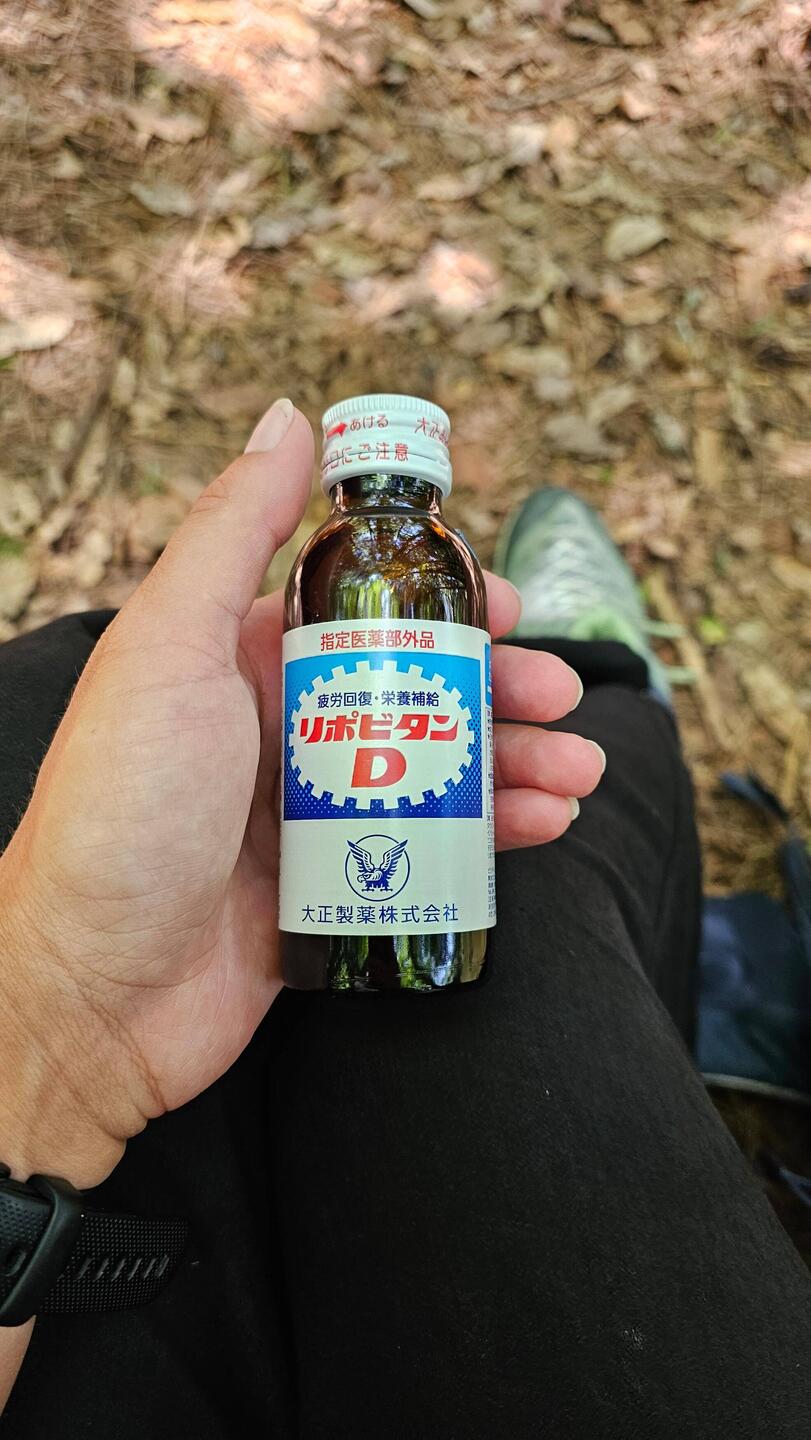 あける
にご注意
指定医薬部外品
疲労回復・栄養補給
リポビタン
D
大正製薬株式会社